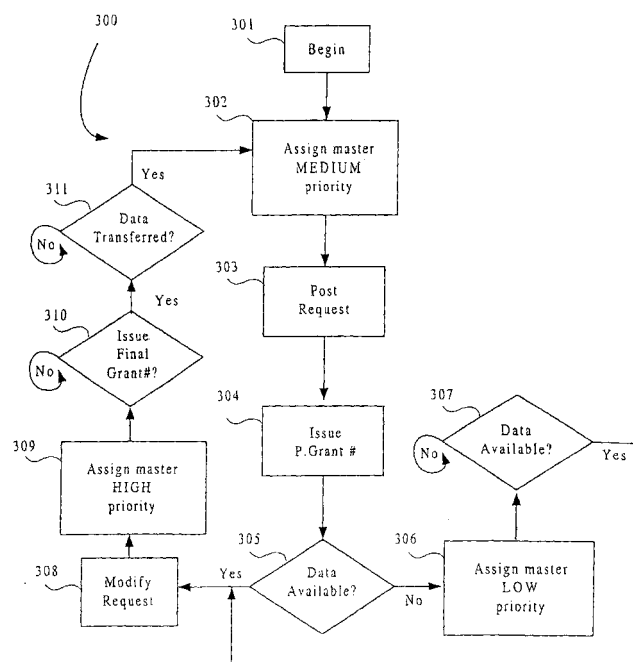 300
301
Begin
302
Assign master
MEDIUM
priority
Yes
311
Data
Transferred?
No
303
Post
Request
Yes
310
Issue
Final
Grant#?
No
304
Issue
P.Grant #
307
Data
Available?
No
Yes
309
Assign master
HIGH
priority
305
Data
Available?
Yes
No
306
Assign master
LOW
priority
308
Modify
Request